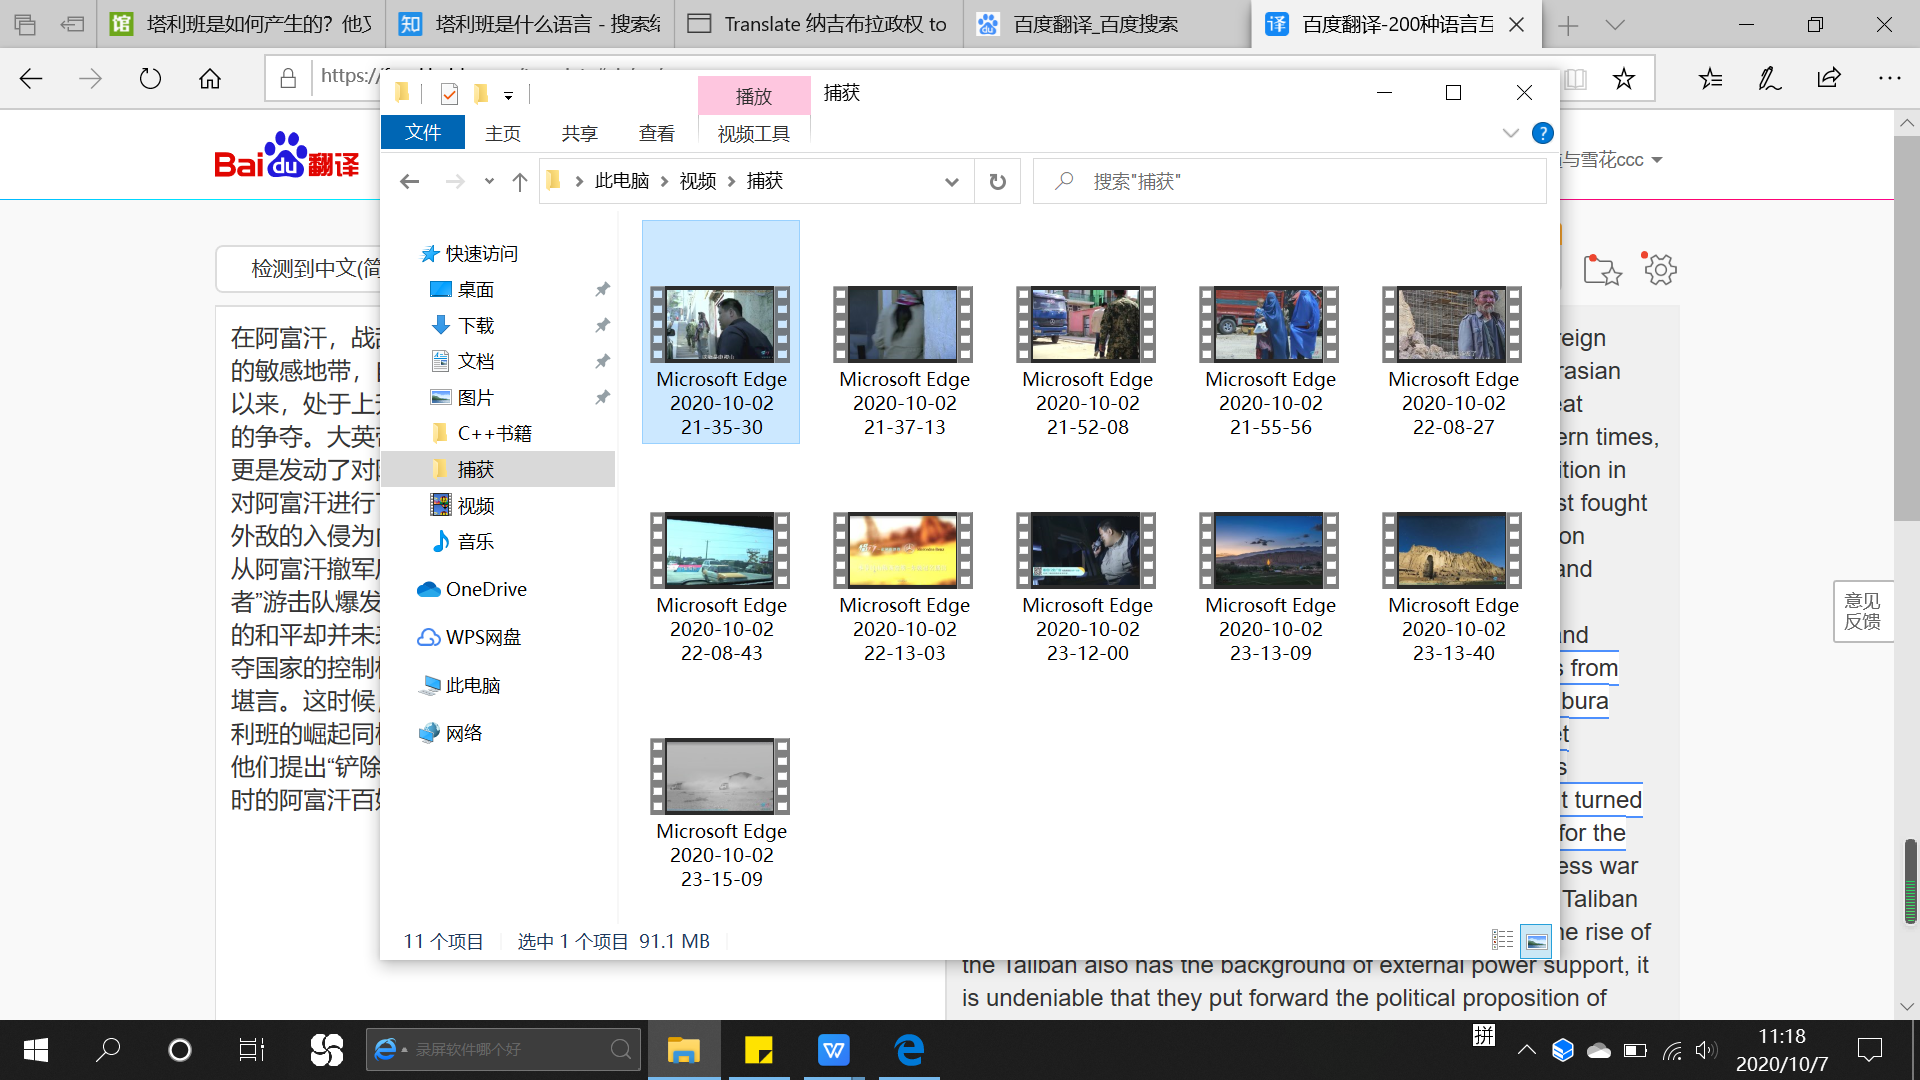 塔利班是如何产生的？他又
塔利班是什么语言 - 搜索结
Translate 纳吉布拉政权 to
百度翻译_百度搜索
百度翻译-200种语言互
https://
播放
捕获
文件
主页
共享
查看
视频工具
此电脑
视频
捕获
搜索"捕获"
Baidu翻译
与雪花ccc
检测到中文(简
快速访问
桌面
下载
文档
图片
C++书籍
捕获
视频
音乐
OneDrive
WPS网盘
此电脑
网络
Microsoft Edge
2020-10-02
21-35-30
Microsoft Edge
2020-10-02
21-37-13
Microsoft Edge
2020-10-02
21-52-08
Microsoft Edge
2020-10-02
21-55-56
Microsoft Edge
2020-10-02
22-08-27
Microsoft Edge
2020-10-02
22-08-43
Microsoft Edge
2020-10-02
22-13-03
Microsoft Edge
2020-10-02
23-12-00
Microsoft Edge
2020-10-02
23-13-09
Microsoft Edge
2020-10-02
23-13-40
Microsoft Edge
2020-10-02
23-15-09
11 个项目
选中 1 个项目 91.1 MB
在阿富汗，战
的敏感地带，
以来，处于上
的争夺。大英
更是发动了对
对阿富汗进行
外敌的入侵为
从阿富汗撤军
者”游击队爆发
的和平却并未
夺国家的控制
堪言。这时候
利班的崛起同
他们提出“铲除
时的阿富汗百
reign
rasian
eat
ern times,
ition in
st fought
on
and
and
s from
bura
et
s
t turned
for the
ess war
Taliban
he rise of
the Taliban also has the background of external power support, it
is undeniable that they put forward the political proposition of
意见
反馈
录屏软件哪个好
拼
11:18
2020/10/7